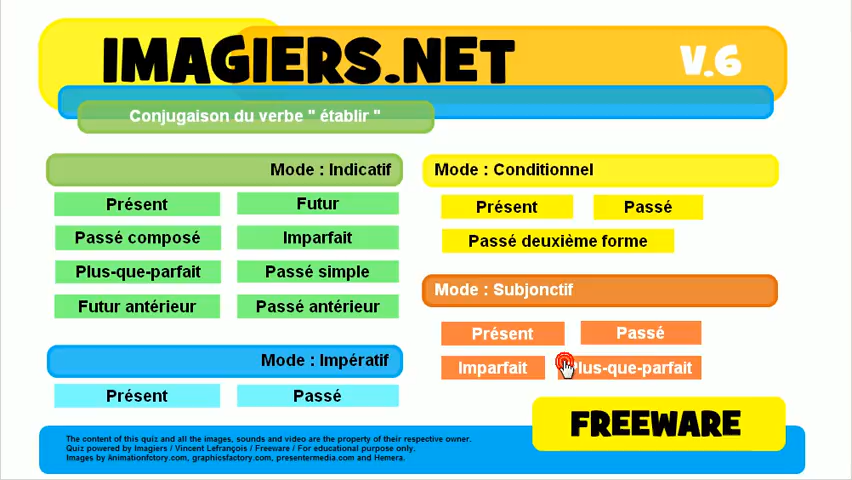 IMAGIERS.NET
V.6
Conjugaison du verbe " établir "
Mode : Indicatif
Présent
Futur
Passé composé
Imparfait
Plus-que-parfait
Passé simple
Futur antérieur
Passé antérieur
Mode : Impératif
Présent
Passé
Mode : Conditionnel
Présent
Passé
Passé deuxième forme
Mode : Subjonctif
Présent
Passé
Imparfait
Plus-que-parfait
FREEWARE
The content of this quiz and all the images, sounds and video are the property of their respective owner.
Quiz powered by Imagiers / Vincent Lefrançois / Freeware / For educational purpose only.
Images by Animationfctory.com, graphicsfactory.com, presentermedia.com and Hemera.